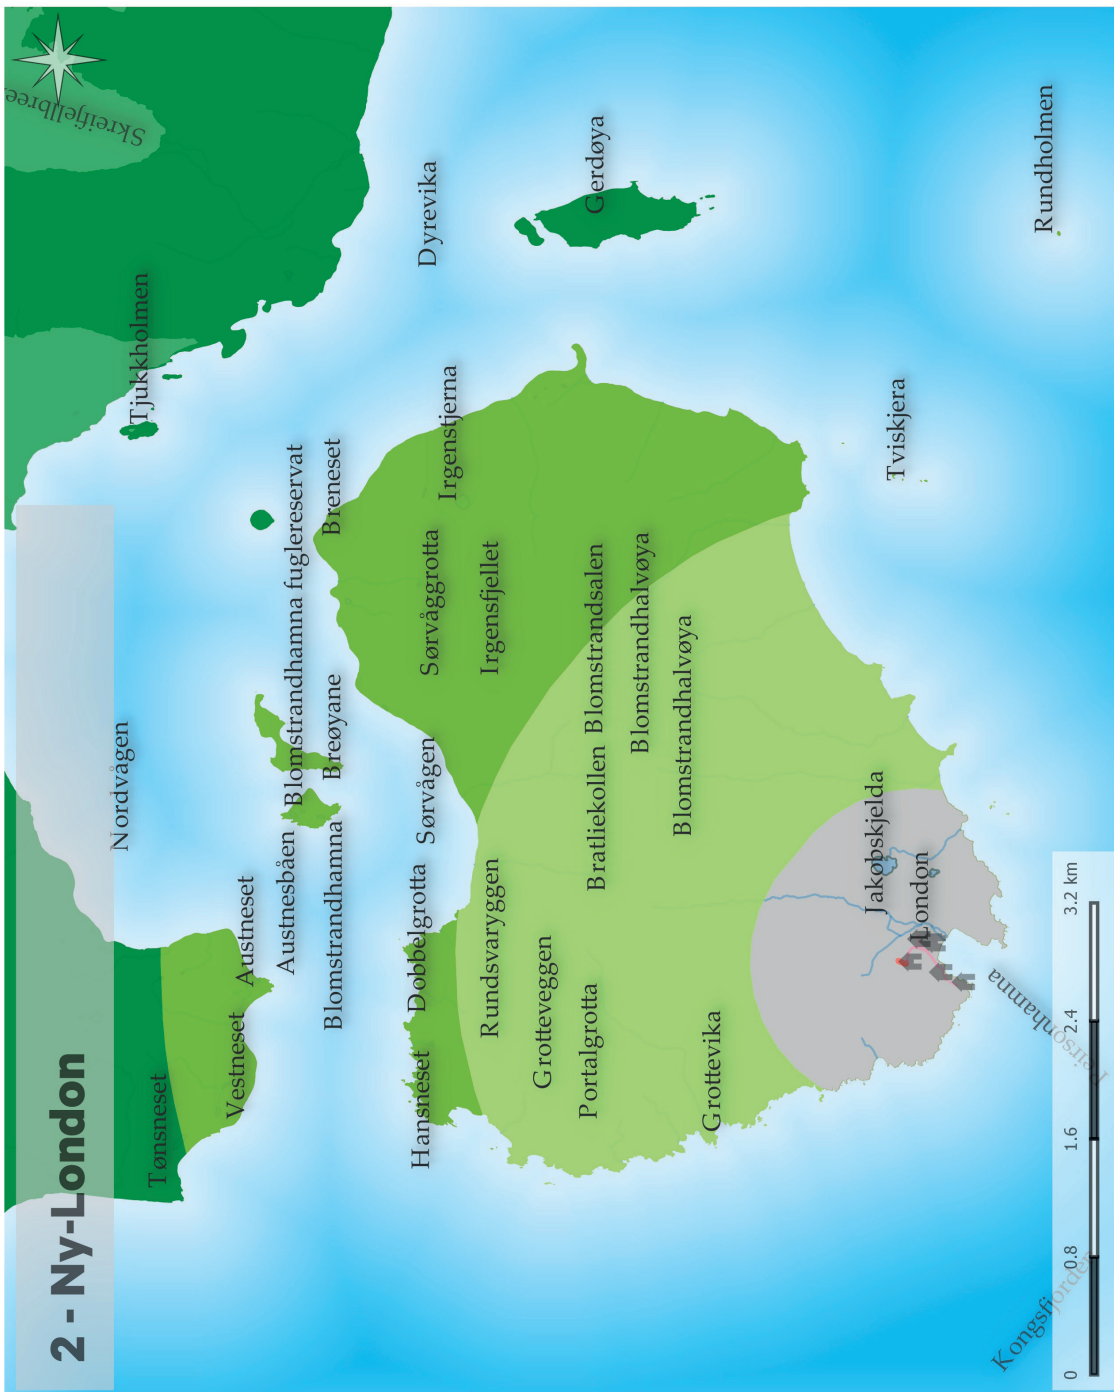 2 - Ny-London
Nordvågen
Tjukkholmen
Skreifjellbreen
Tønsneset
Vestneset
Austneset
Austnesbåen
Blomstrandhamna fuglereservat
Blomstrandhamna
Breøyane
Breneset
Hansneset
Dobbelgrotta
Sørvågen
Sørvåggrotta
Irgenstjerna
Dyrevika
Rundsvaryggen
Irgensfjellet
Grotteveggen
Portalgrotta
Bratliekollen
Blomstrandsalen
Gerdøya
Blomstrandhalvøya
Blomstrandhalvøya
Grottevika
Jakobskjelda
Tviskjera
London
Peirsonhamna
Rundholmen
Kongsfjorden
0 0.8 1.6 2.4 3.2 km